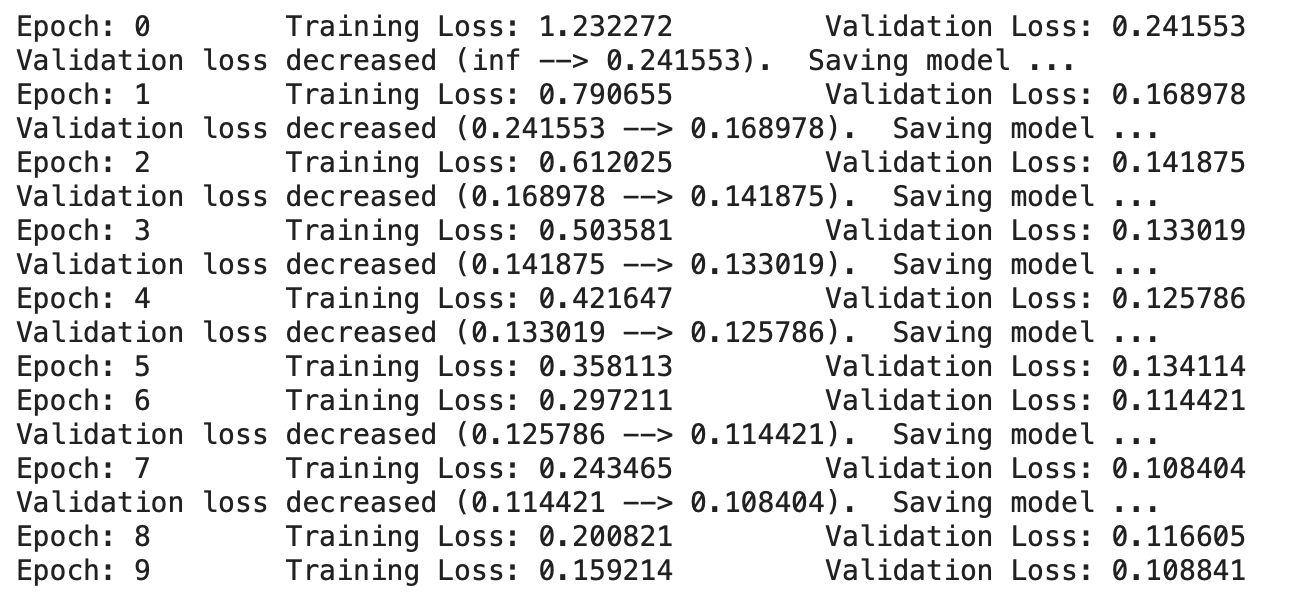 Epoch: 0 Training Loss: 1.232272 Validation Loss: 0.241553
Validation loss decreased (inf --> 0.241553). Saving model ...
Epoch: 1 Training Loss: 0.790655 Validation Loss: 0.168978
Validation loss decreased (0.241553 --> 0.168978). Saving model ...
Epoch: 2 Training Loss: 0.612025 Validation Loss: 0.141875
Validation loss decreased (0.168978 --> 0.141875). Saving model ...
Epoch: 3 Training Loss: 0.503581 Validation Loss: 0.133019
Validation loss decreased (0.141875 --> 0.133019). Saving model ...
Epoch: 4 Training Loss: 0.421647 Validation Loss: 0.125786
Validation loss decreased (0.133019 --> 0.125786). Saving model ...
Epoch: 5 Training Loss: 0.358113 Validation Loss: 0.134114
Epoch: 6 Training Loss: 0.297211 Validation Loss: 0.114421
Validation loss decreased (0.125786 --> 0.114421). Saving model ...
Epoch: 7 Training Loss: 0.243465 Validation Loss: 0.108404
Validation loss decreased (0.114421 --> 0.108404). Saving model ...
Epoch: 8 Training Loss: 0.200821 Validation Loss: 0.116605
Epoch: 9 Training Loss: 0.159214 Validation Loss: 0.108841